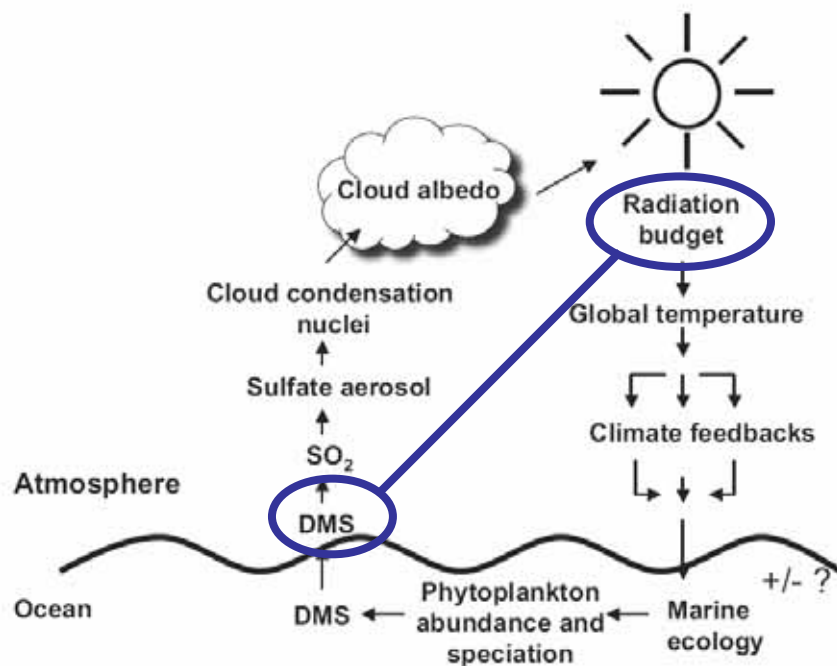 Cloud albedo
Radiation
budget
Cloud condensation
nuclei
Global temperature
Sulfate aerosol
Climate feedbacks
SO₂
Atmosphere
DMS
+/- ?
Ocean
DMS
Phytoplankton
abundance and
speciation
Marine
ecology